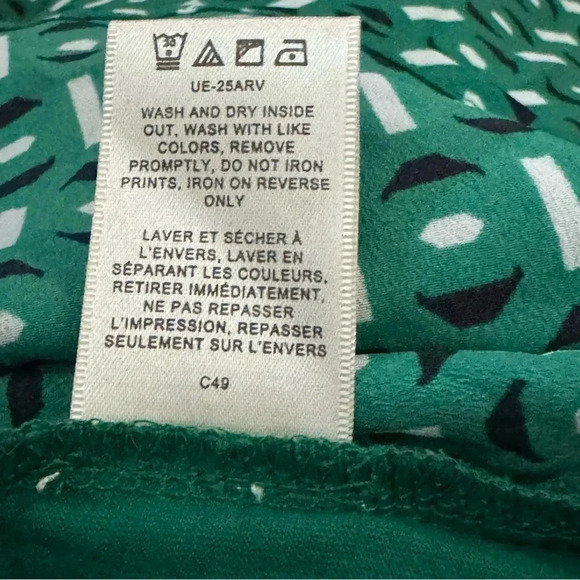 30
UE-25ARV
WASH AND DRY INSIDE
OUT, WASH WITH LIKE
COLORS, REMOVE
PROMPTLY, DO NOT IRON
PRINTS, IRON ON REVERSE
ONLY
LAVER ET SÉCHER À
L'ENVERS, LAVER EN
SÉPARANT LES COULEURS,
RETIRER IMMÉDIATEMENT,
NE PAS REPASSER
L'IMPRESSION, REPASSER
SEULEMENT SUR L'ENVERS
C49